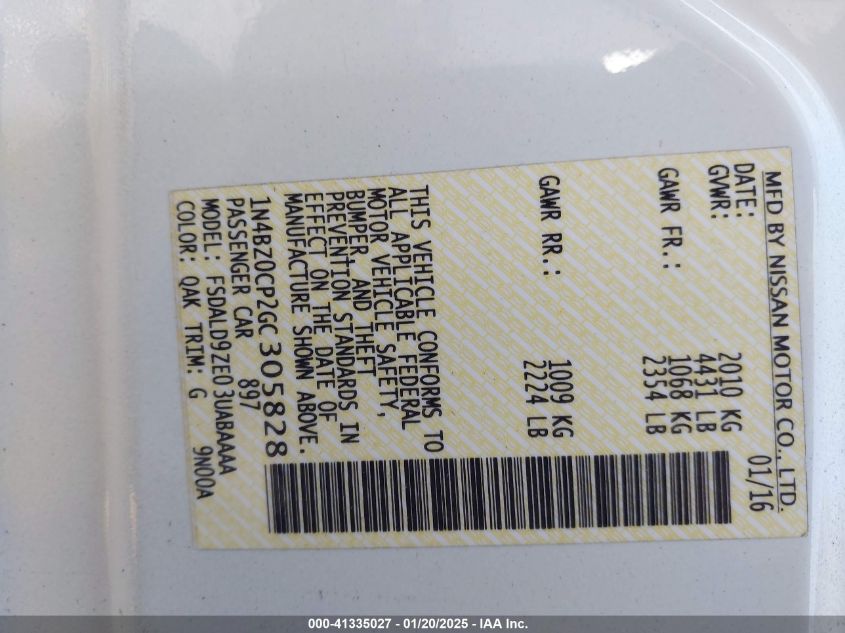 MFD BY NISSAN MOTOR CO., LTD.
DATE: 01/16
GVWR: 2010 KG
4431 LB
GAWR FR.: 1068 KG
2354 LB
GAWR RR.: 1009 KG
2224 LB
THIS VEHICLE CONFORMS TO
ALL APPLICABLE FEDERAL
MOTOR VEHICLE SAFETY,
BUMPER, AND THEFT
PREVENTION STANDARDS IN
EFFECT ON THE DATE OF
MANUFACTURE SHOWN ABOVE.
1N4BZ0CP2GC305828
PASSENGER CAR 897
MODEL: FSDALD9ZE0 3UABAAAA
COLOR: QAK TRIM: G 9N00A
000-41335027 - 01/20/2025 - IAA Inc.